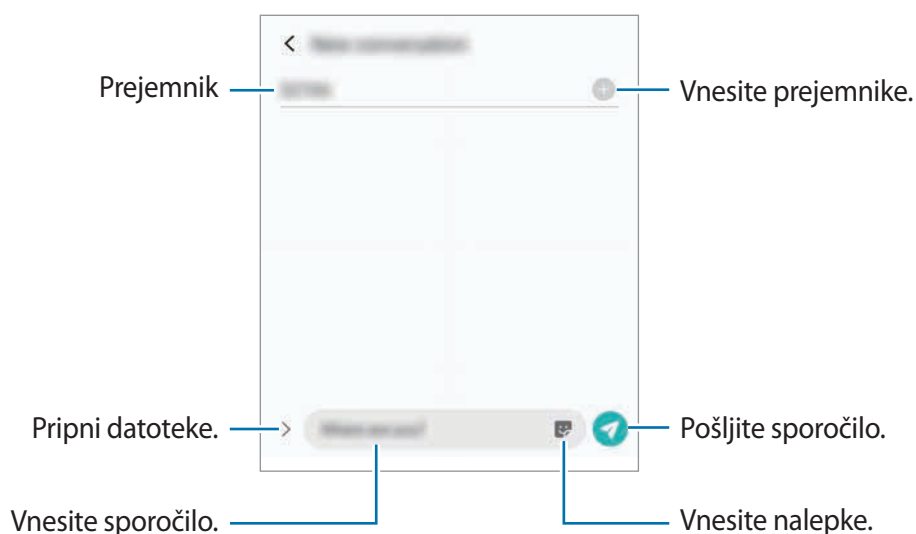 Prejemnik
Vnesite prejemnike.
Pripni datoteke.
Pošljite sporočilo.
Vnesite sporočilo.
Vnesite nalepke.